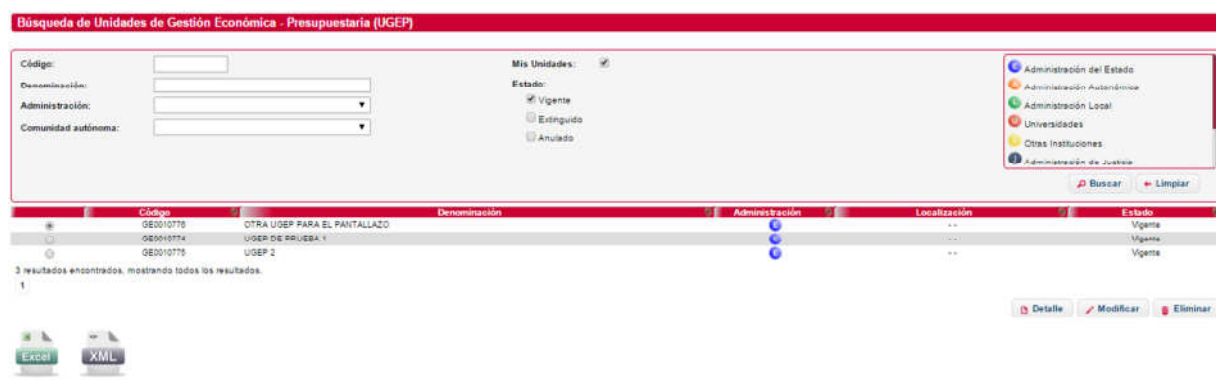 Búsqueda de Unidades de Gestión Económica - Presupuestaria (UGEP)
Código:
Denominación:
Administración:
Comunidad autónoma:
Mis Unidades:
Estado:
Vigente
Extinguido
Anulado
Administración del Estado
Administración Autonómica
Administración Local
Universidades
Otras Instituciones
Administración de Justicia
Buscar Limpiar
Código Denominación Administración Localización Estado
GE0010776 OTRA UGEP PARA EL PANTALLAZO E - - Vigente
GE0010774 UGEP DE PRUEBA 1 E - - Vigente
GE0010775 UGEP 2 E - - Vigente
3 resultados encontrados, mostrando todos los resultados.
1
Detalle Modificar Eliminar
Excel XML